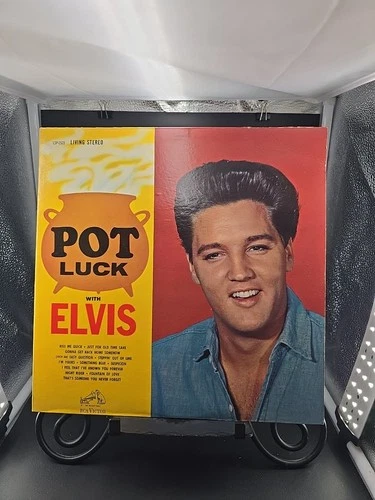 LIVING STEREO
POT
LUCK
WITH
ELVIS
KISS ME QUICK • JUST FOR OLD TIME SAKE
GONNA GET BACK HOME SOMEHOW
(SUCH AN) EASY QUESTION • STEPPIN' OUT OF LINE
I'M YOURS • SOMETHING BLUE • SUSPICION
I FEEL THAT I'VE KNOWN YOU FOREVER
NIGHT RIDER • FOUNTAIN OF LOVE
THAT'S SOMEONE YOU NEVER FORGET
RCA VICTOR